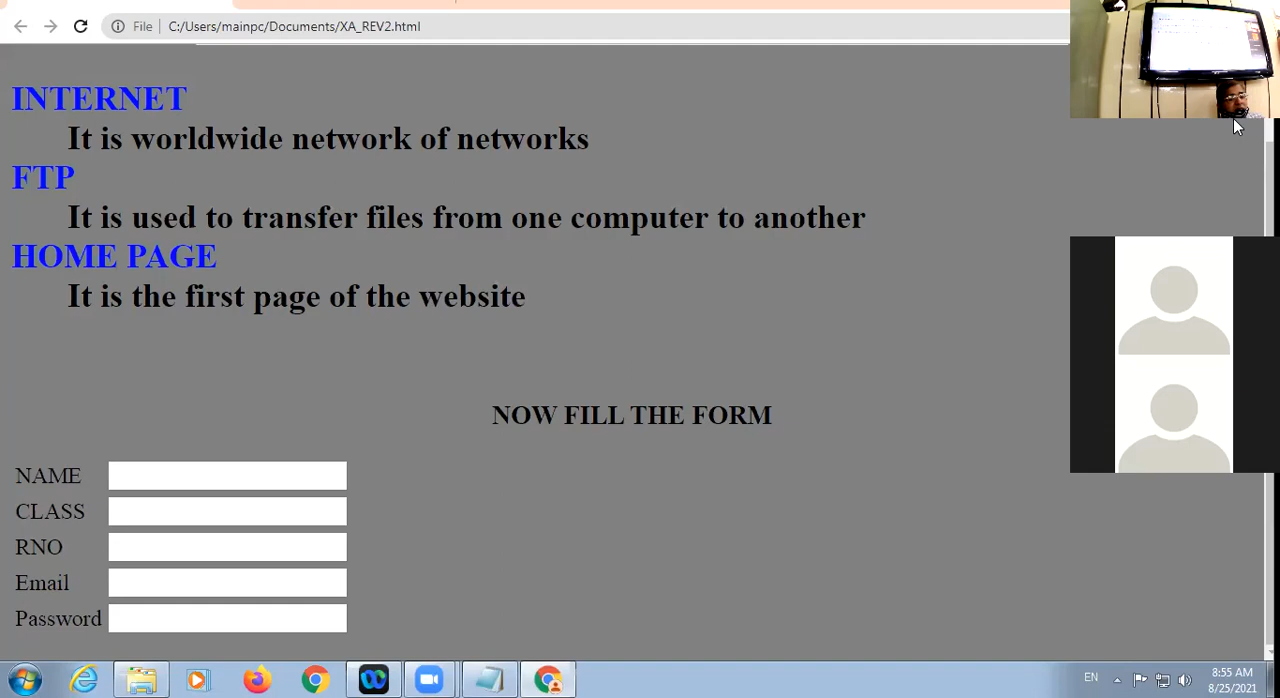 File
C:/Users/mainpc/Documents/XA_REV2.html
INTERNET
It is worldwide network of networks
FTP
It is used to transfer files from one computer to another
HOME PAGE
It is the first page of the website
NOW FILL THE FORM
NAME
CLASS
RNO
Email
Password
EN
8:55 AM
8/25/2021